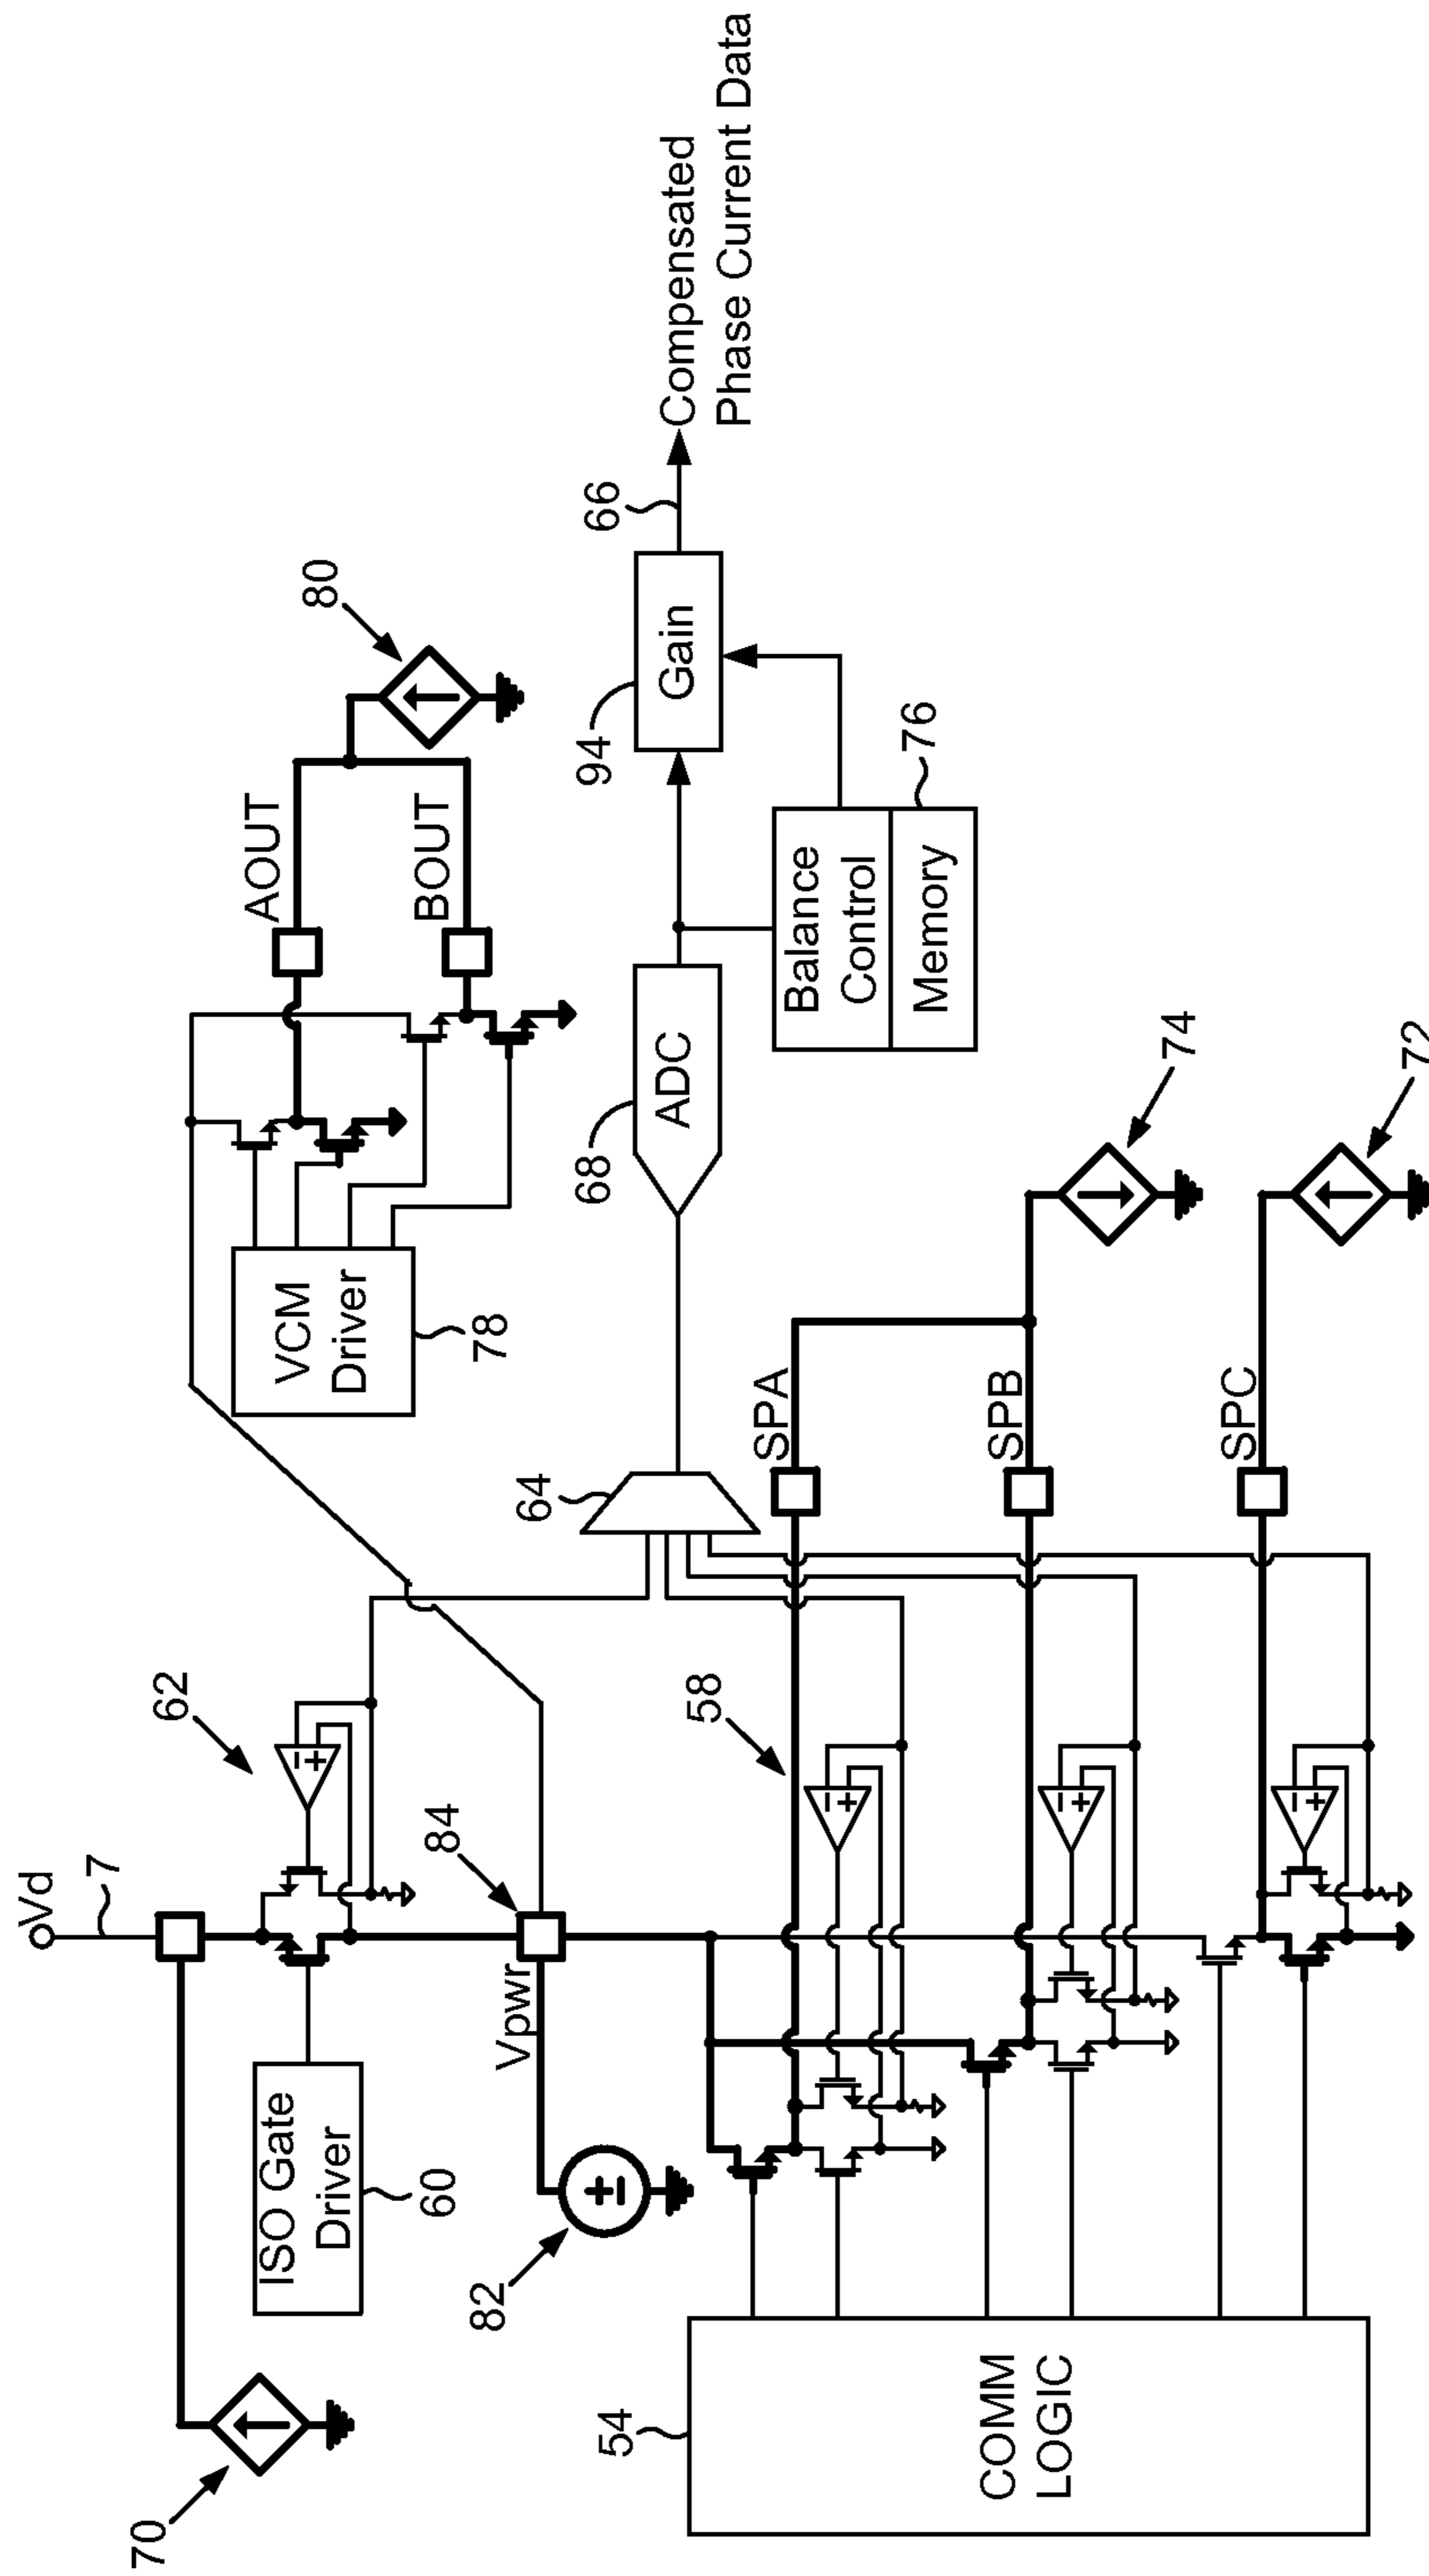 70
Vd
7
ISO Gate
Driver
60
62
82
Vpwr
84
VCM
Driver
78
AOUT
BOUT
80
54
COMM
LOGIC
58
64
68
ADC
94
Gain
66
Compensated
Phase Current Data
Balance
Control
Memory
76
SPA
SPB
SPC
74
72